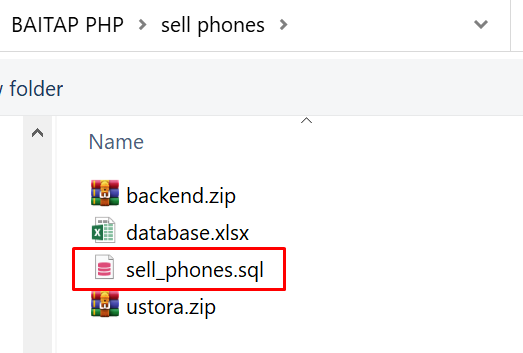 BAITAP PHP > sell phones >
w folder
Name
backend.zip
database.xlsx
sell_phones.sql
ustora.zip